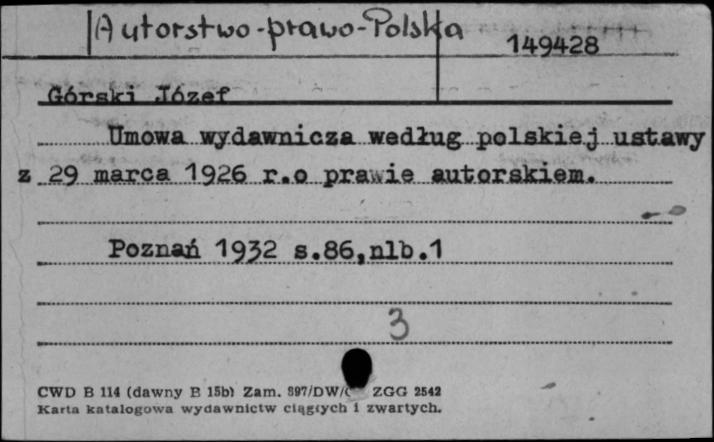 Autorstwo-prawo-Polska
149428
Górski Józef
Umowa wydawnicza według polskiej ustawy
z 29 marca 1926 r.o prawie autorskiem.
Poznań 1932 s.86,nlb.1
3
CWD B 114 (dawny B 15b) Zam. 897/DW/ ZGG 2542
Karta katalogowa wydawnictw ciągłych i zwartych.